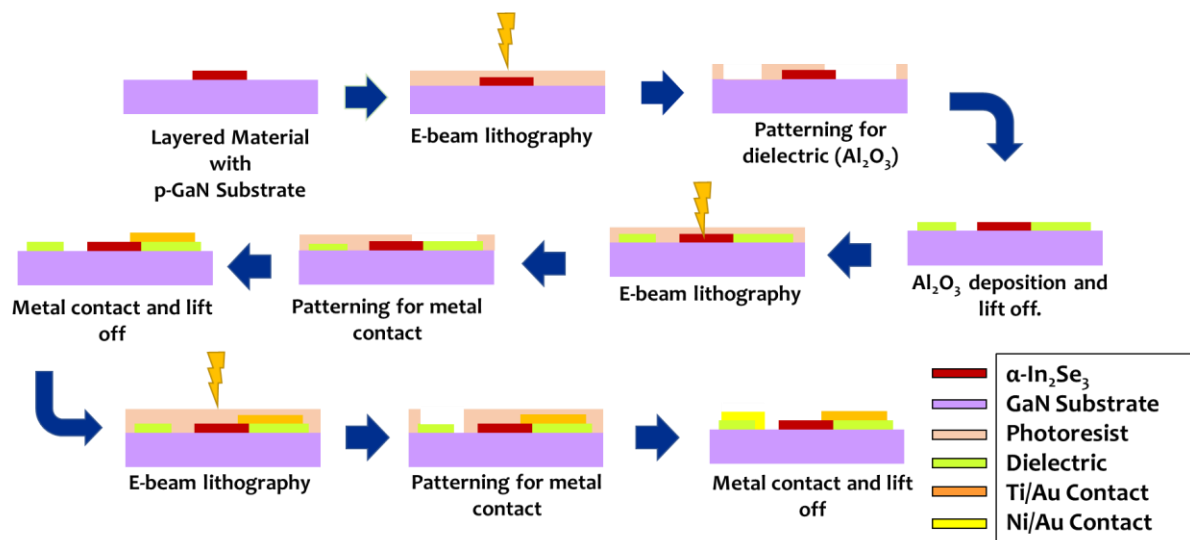 Layered Material
with
p-GaN Substrate
E-beam lithography
Patterning for
dielectric (Al₂O₃)
Al₂O₃ deposition and
lift off.
E-beam lithography
Patterning for metal
contact
Metal contact and lift
off
E-beam lithography
Patterning for metal
contact
Metal contact and lift
off
α-In₂Se₃
GaN Substrate
Photoresist
Dielectric
Ti/Au Contact
Ni/Au Contact